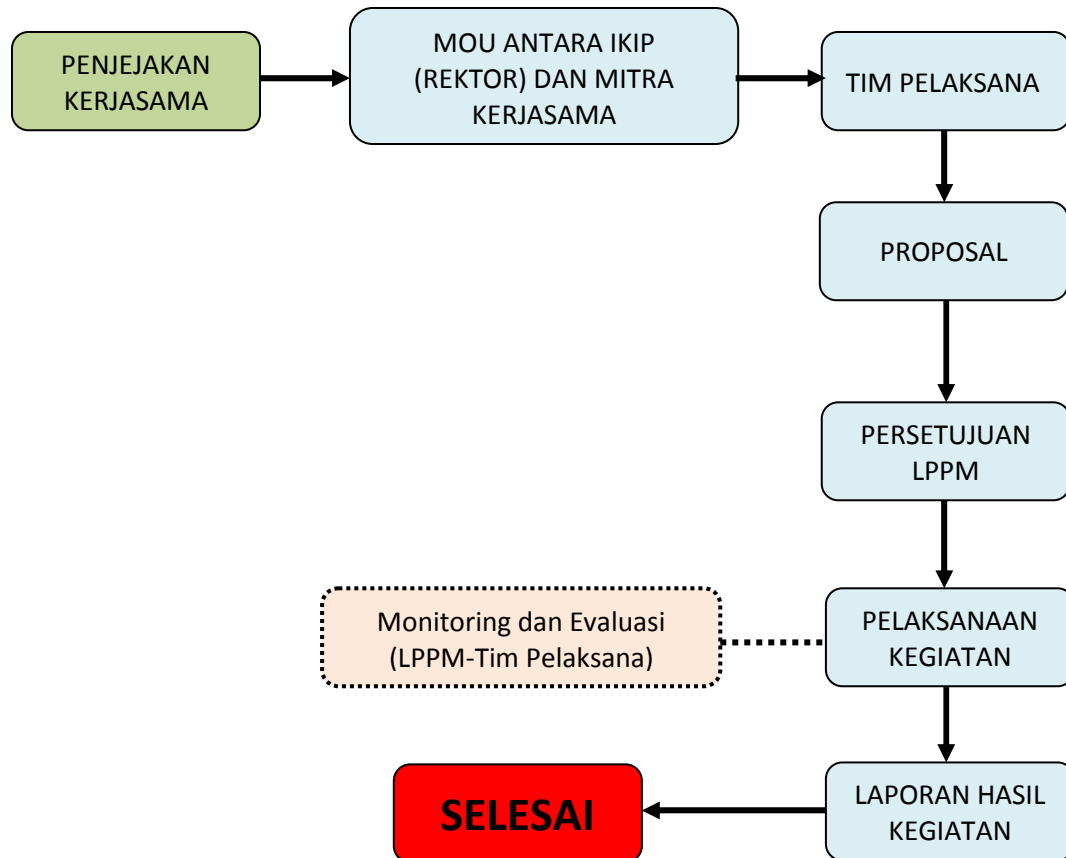 PENJEJAKAN
KERJASAMA
MOU ANTARA IKIP
(REKTOR) DAN MITRA
KERJASAMA
TIM PELAKSANA
PROPOSAL
PERSETUJUAN
LPPM
Monitoring dan Evaluasi
(LPPM-Tim Pelaksana)
PELAKSANAAN
KEGIATAN
SELESAI
LAPORAN HASIL
KEGIATAN